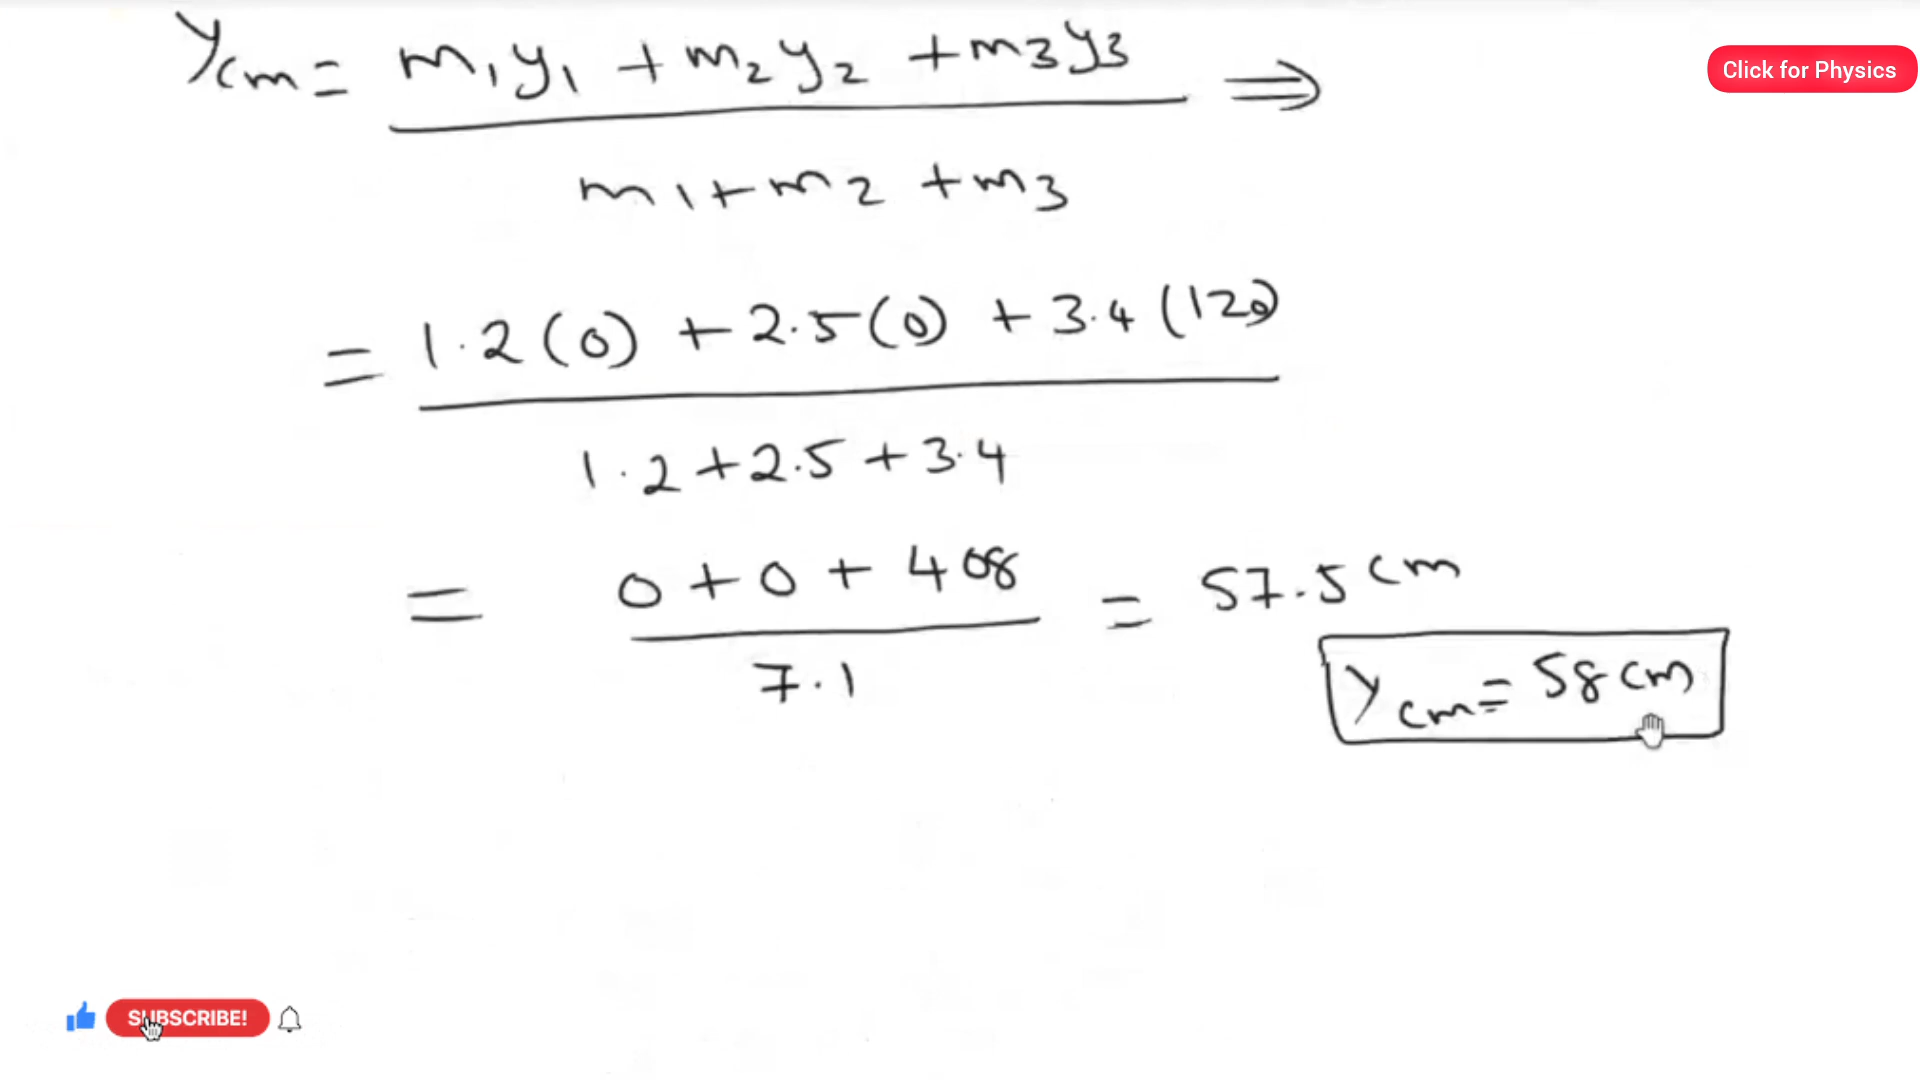 Ycm = m₁y₁ + m₂y₂ + m3y3 ⇒
m1 + m2 + m3
Click for Physics
= 1.2(0) + 2.5(0) + 3.4(120)
1.2 + 2.5 + 3.4
= 0 + 0 + 408 = 57.5 cm
7.1
Ycm = 58 cm
SUBSCRIBE!